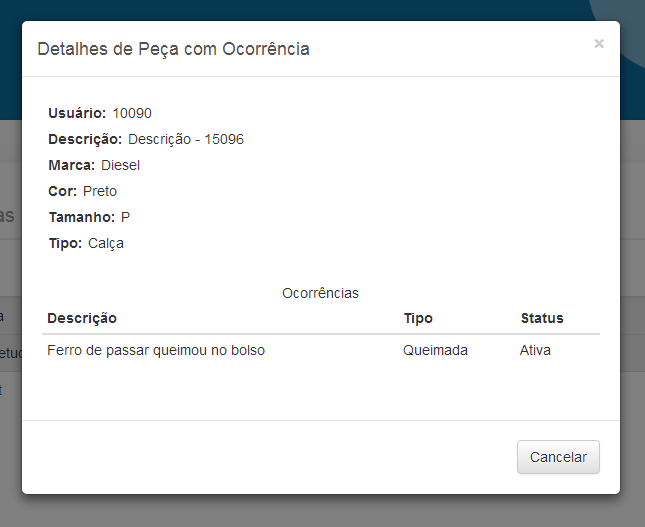 Detalhes de Peça com Ocorrência
×
Usuário: 10090
Descrição: Descrição - 15096
Marca: Diesel
Cor: Preto
Tamanho: P
Tipo: Calça
Ocorrências
Descrição Tipo Status
Ferro de passar queimou no bolso Queimada Ativa
Cancelar